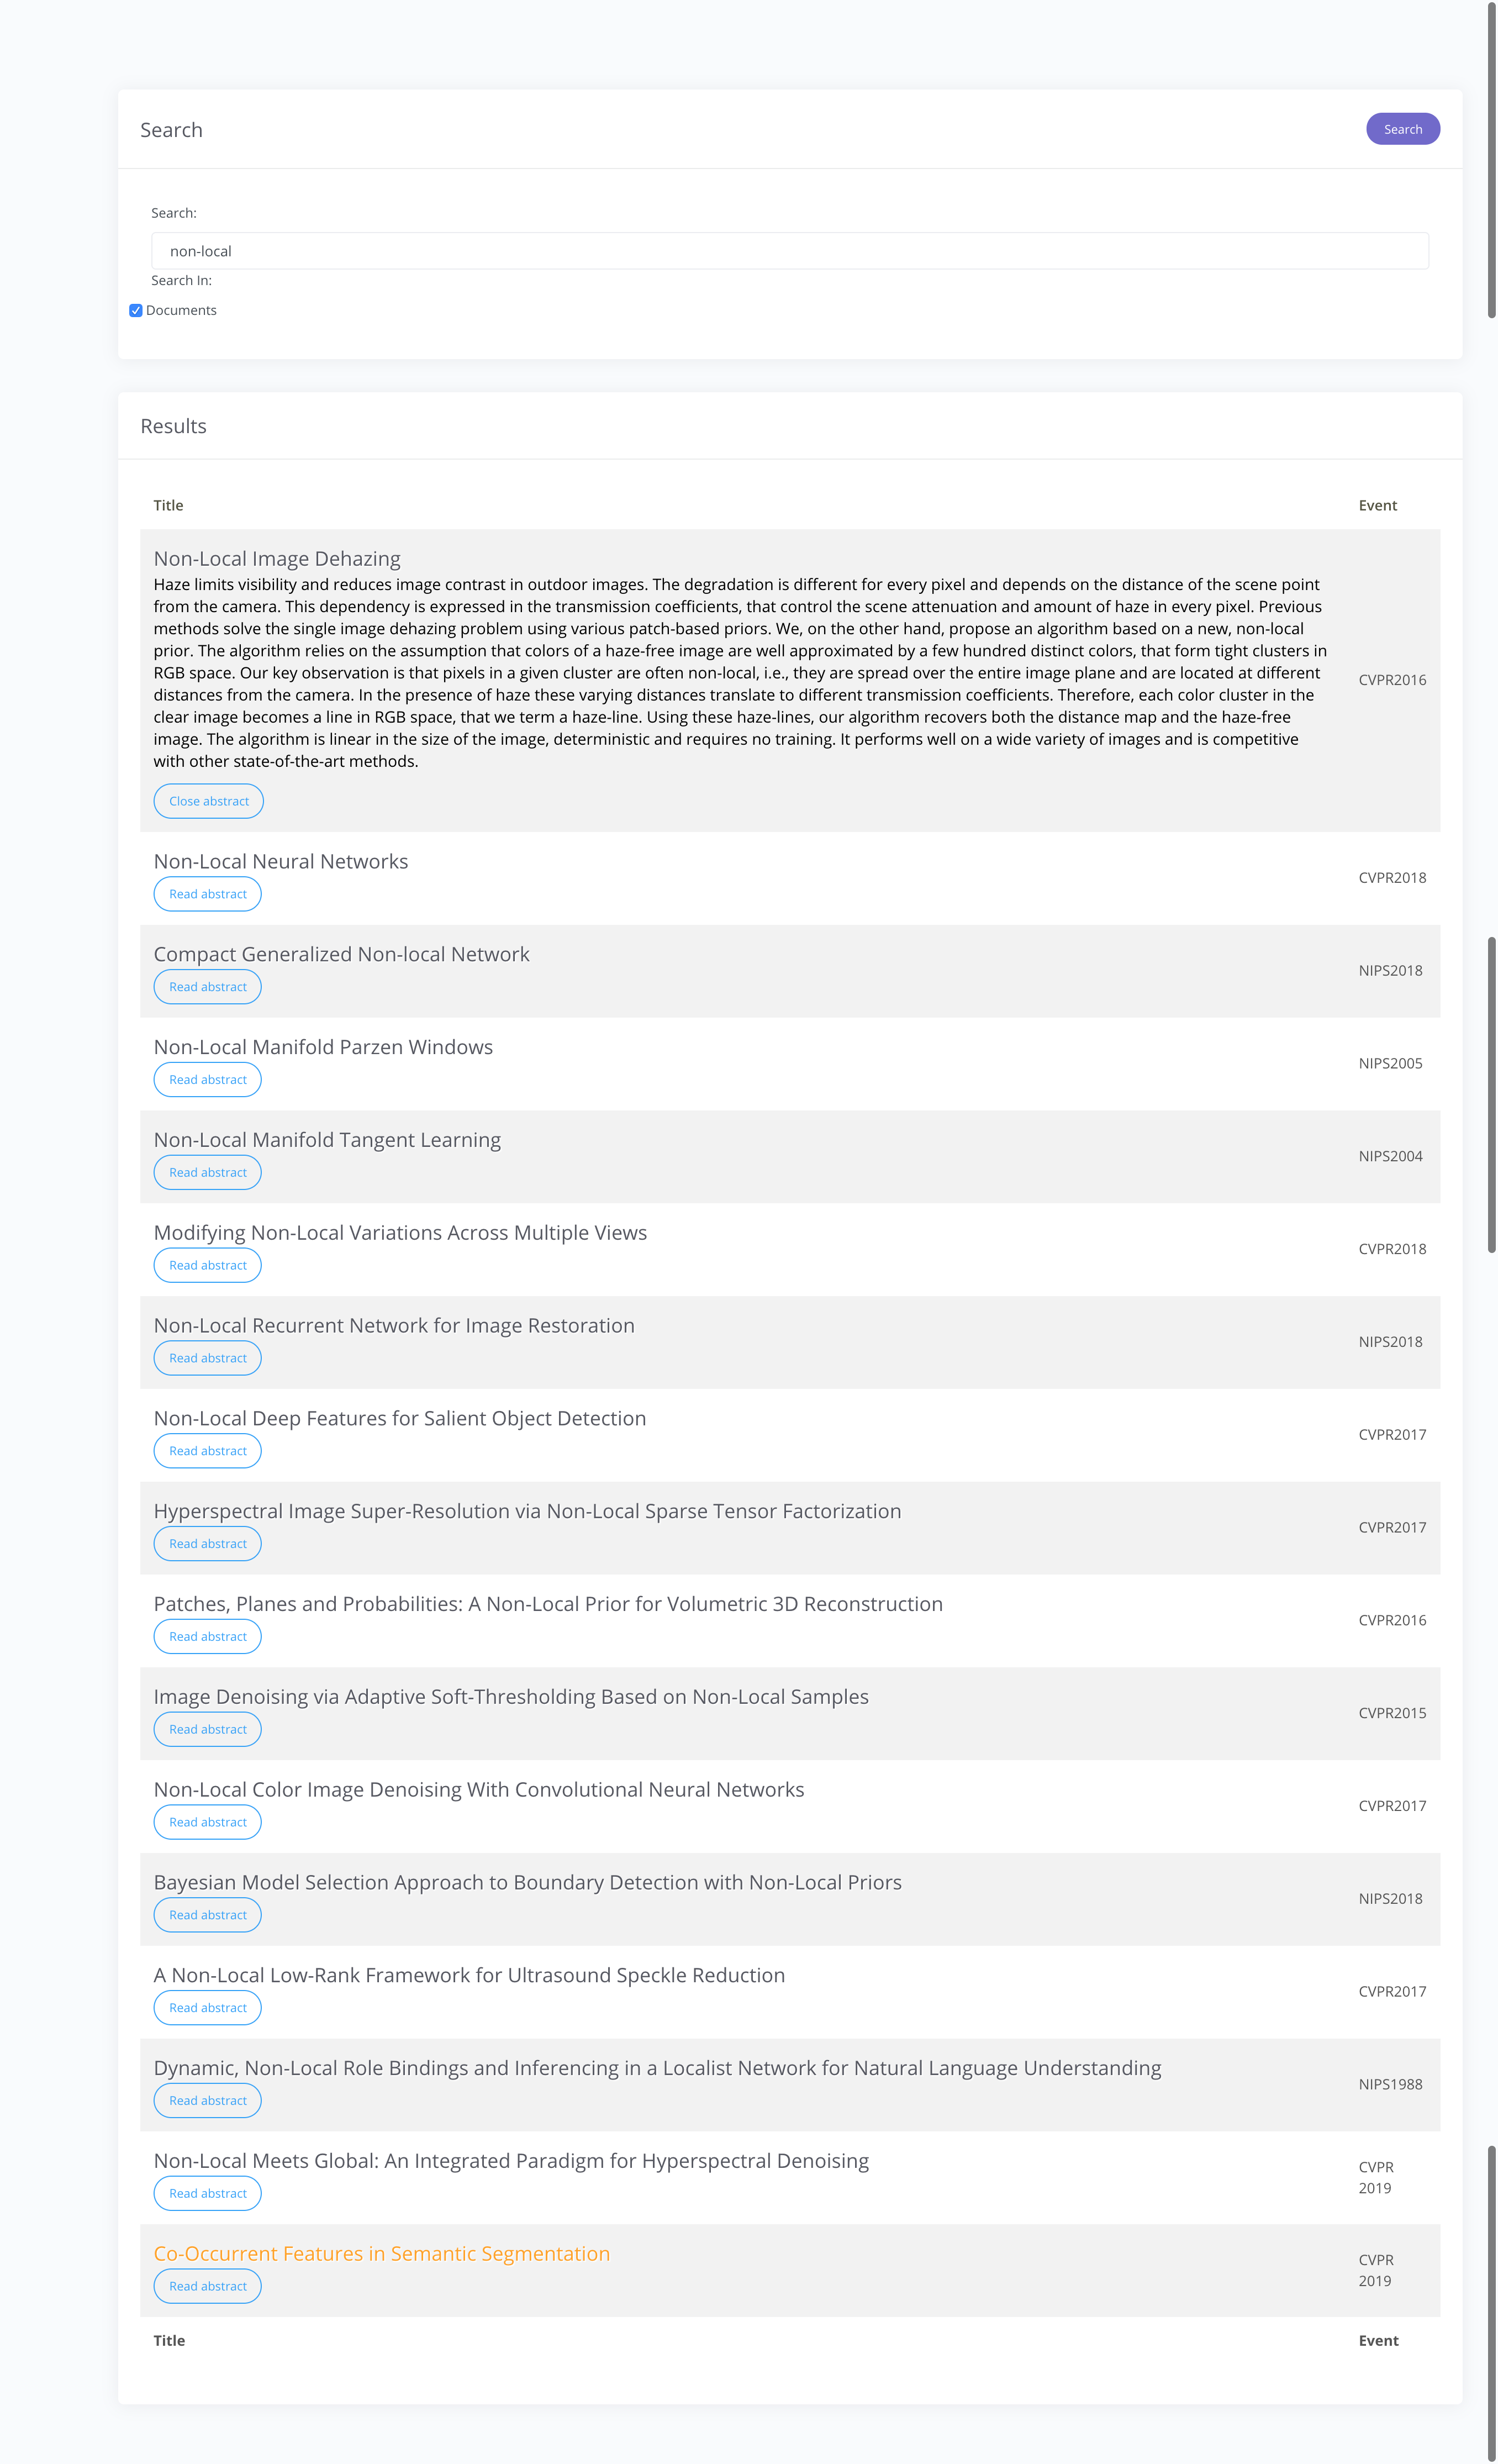 Search
Search
Search:
non-local
Search In:
Documents
Results
Title Event
Non-Local Image Dehazing
Haze limits visibility and reduces image contrast in outdoor images. The degradation is different for every pixel and depends on the distance of the scene point
from the camera. This dependency is expressed in the transmission coefficients, that control the scene attenuation and amount of haze in every pixel. Previous
methods solve the single image dehazing problem using various patch-based priors. We, on the other hand, propose an algorithm based on a new, non-local
prior. The algorithm relies on the assumption that colors of a haze-free image are well approximated by a few hundred distinct colors, that form tight clusters in
RGB space. Our key observation is that pixels in a given cluster are often non-local, i.e., they are spread over the entire image plane and are located at different
distances from the camera. In the presence of haze these varying distances translate to different transmission coefficients. Therefore, each color cluster in the
clear image becomes a line in RGB space, that we term a haze-line. Using these haze-lines, our algorithm recovers both the distance map and the haze-free
image. The algorithm is linear in the size of the image, deterministic and requires no training. It performs well on a wide variety of images and is competitive
with other state-of-the-art methods.
Close abstract
CVPR2016
Non-Local Neural Networks
Read abstract
CVPR2018
Compact Generalized Non-local Network
Read abstract
NIPS2018
Non-Local Manifold Parzen Windows
Read abstract
NIPS2005
Non-Local Manifold Tangent Learning
Read abstract
NIPS2004
Modifying Non-Local Variations Across Multiple Views
Read abstract
CVPR2018
Non-Local Recurrent Network for Image Restoration
Read abstract
NIPS2018
Non-Local Deep Features for Salient Object Detection
Read abstract
CVPR2017
Hyperspectral Image Super-Resolution via Non-Local Sparse Tensor Factorization
Read abstract
CVPR2017
Patches, Planes and Probabilities: A Non-Local Prior for Volumetric 3D Reconstruction
Read abstract
CVPR2016
Image Denoising via Adaptive Soft-Thresholding Based on Non-Local Samples
Read abstract
CVPR2015
Non-Local Color Image Denoising With Convolutional Neural Networks
Read abstract
CVPR2017
Bayesian Model Selection Approach to Boundary Detection with Non-Local Priors
Read abstract
NIPS2018
A Non-Local Low-Rank Framework for Ultrasound Speckle Reduction
Read abstract
CVPR2017
Dynamic, Non-Local Role Bindings and Inferencing in a Localist Network for Natural Language Understanding
Read abstract
NIPS1988
Non-Local Meets Global: An Integrated Paradigm for Hyperspectral Denoising
Read abstract
CVPR
2019
Co-Occurrent Features in Semantic Segmentation
Read abstract
CVPR
2019
Title Event